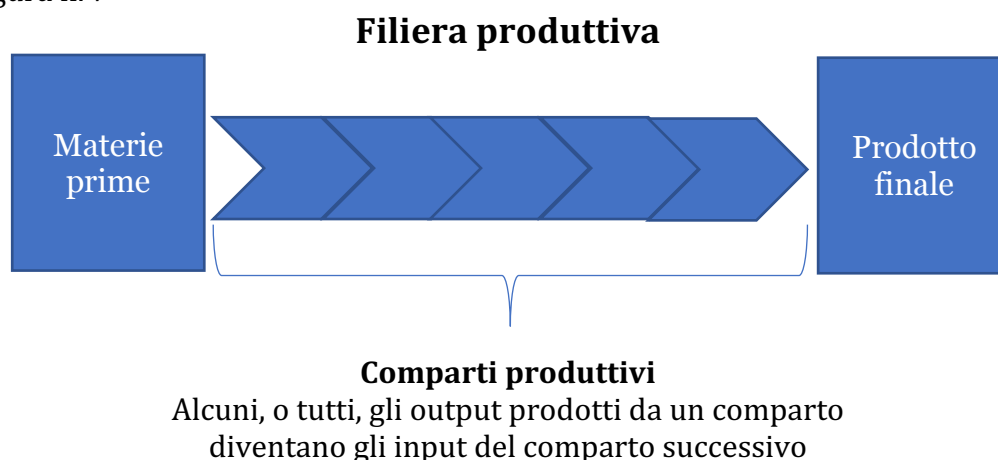 Filiera produttiva
Materie
prime
Prodotto
finale
Comparti produttivi
Alcuni, o tutti, gli output prodotti da un comparto
diventano gli input del comparto successivo